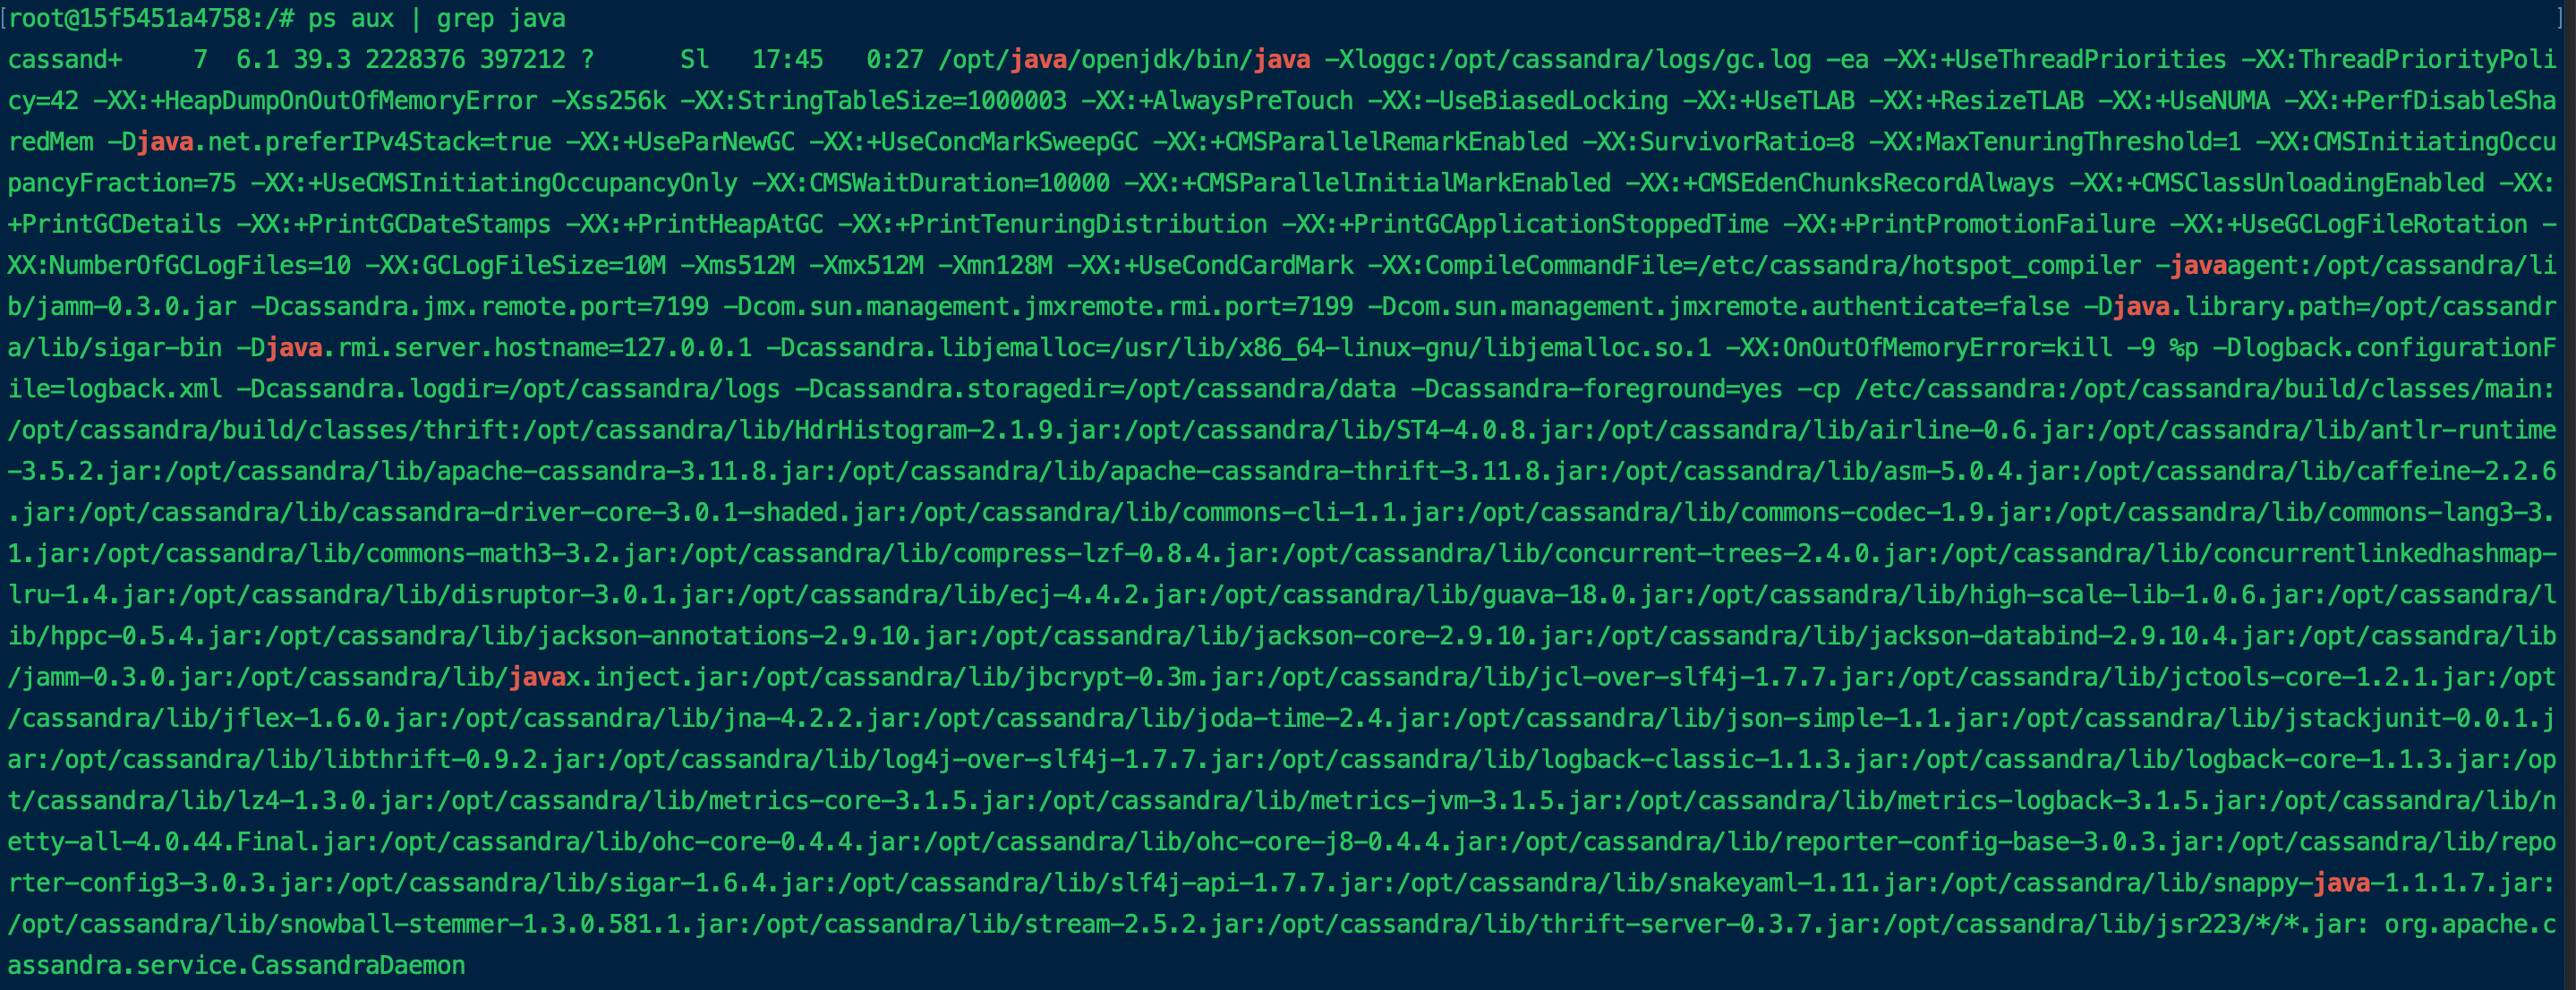 [root@15f5451a4758:/# ps aux | grep java ]
cassand+     7  6.1 39.3 2228376 397212 ?      Sl   17:45   0:27 /opt/java/openjdk/bin/java -Xloggc:/opt/cassandra/logs/gc.log -ea -XX:+UseThreadPriorities -XX:ThreadPriorityPoli
cy=42 -XX:+HeapDumpOnOutOfMemoryError -Xss256k -XX:StringTableSize=1000003 -XX:+AlwaysPreTouch -XX:-UseBiasedLocking -XX:+UseTLAB -XX:+ResizeTLAB -XX:+UseNUMA -XX:+PerfDisableSha
redMem -Djava.net.preferIPv4Stack=true -XX:+UseParNewGC -XX:+UseConcMarkSweepGC -XX:+CMSParallelRemarkEnabled -XX:SurvivorRatio=8 -XX:MaxTenuringThreshold=1 -XX:CMSInitiatingOccu
pancyFraction=75 -XX:+UseCMSInitiatingOccupancyOnly -XX:CMSWaitDuration=10000 -XX:+CMSParallelInitialMarkEnabled -XX:+CMSEdenChunksRecordAlways -XX:+CMSClassUnloadingEnabled -XX:
+PrintGCDetails -XX:+PrintGCDateStamps -XX:+PrintHeapAtGC -XX:+PrintTenuringDistribution -XX:+PrintGCApplicationStoppedTime -XX:+PrintPromotionFailure -XX:+UseGCLogFileRotation -
XX:NumberOfGCLogFiles=10 -XX:GCLogFileSize=10M -Xms512M -Xmx512M -Xmn128M -XX:+UseCondCardMark -XX:CompileCommandFile=/etc/cassandra/hotspot_compiler -javaagent:/opt/cassandra/li
b/jamm-0.3.0.jar -Dcassandra.jmx.remote.port=7199 -Dcom.sun.management.jmxremote.rmi.port=7199 -Dcom.sun.management.jmxremote.authenticate=false -Djava.library.path=/opt/cassandr
a/lib/sigar-bin -Djava.rmi.server.hostname=127.0.0.1 -Dcassandra.libjemalloc=/usr/lib/x86_64-linux-gnu/libjemalloc.so.1 -XX:OnOutOfMemoryError=kill -9 %p -Dlogback.configurationF
ile=logback.xml -Dcassandra.logdir=/opt/cassandra/logs -Dcassandra.storagedir=/opt/cassandra/data -Dcassandra-foreground=yes -cp /etc/cassandra:/opt/cassandra/build/classes/main:
/opt/cassandra/build/classes/thrift:/opt/cassandra/lib/HdrHistogram-2.1.9.jar:/opt/cassandra/lib/ST4-4.0.8.jar:/opt/cassandra/lib/airline-0.6.jar:/opt/cassandra/lib/antlr-runtime
-3.5.2.jar:/opt/cassandra/lib/apache-cassandra-3.11.8.jar:/opt/cassandra/lib/apache-cassandra-thrift-3.11.8.jar:/opt/cassandra/lib/asm-5.0.4.jar:/opt/cassandra/lib/caffeine-2.2.6
.jar:/opt/cassandra/lib/cassandra-driver-core-3.0.1-shaded.jar:/opt/cassandra/lib/commons-cli-1.1.jar:/opt/cassandra/lib/commons-codec-1.9.jar:/opt/cassandra/lib/commons-lang3-3.
1.jar:/opt/cassandra/lib/commons-math3-3.2.jar:/opt/cassandra/lib/compress-lzf-0.8.4.jar:/opt/cassandra/lib/concurrent-trees-2.4.0.jar:/opt/cassandra/lib/concurrentlinkedhashmap-
lru-1.4.jar:/opt/cassandra/lib/disruptor-3.0.1.jar:/opt/cassandra/lib/ecj-4.4.2.jar:/opt/cassandra/lib/guava-18.0.jar:/opt/cassandra/lib/high-scale-lib-1.0.6.jar:/opt/cassandra/l
ib/hppc-0.5.4.jar:/opt/cassandra/lib/jackson-annotations-2.9.10.jar:/opt/cassandra/lib/jackson-core-2.9.10.jar:/opt/cassandra/lib/jackson-databind-2.9.10.4.jar:/opt/cassandra/lib
/jamm-0.3.0.jar:/opt/cassandra/lib/javax.inject.jar:/opt/cassandra/lib/jbcrypt-0.3m.jar:/opt/cassandra/lib/jcl-over-slf4j-1.7.7.jar:/opt/cassandra/lib/jctools-core-1.2.1.jar:/opt
/cassandra/lib/jflex-1.6.0.jar:/opt/cassandra/lib/jna-4.2.2.jar:/opt/cassandra/lib/joda-time-2.4.jar:/opt/cassandra/lib/json-simple-1.1.jar:/opt/cassandra/lib/jstackjunit-0.0.1.j
ar:/opt/cassandra/lib/libthrift-0.9.2.jar:/opt/cassandra/lib/log4j-over-slf4j-1.7.7.jar:/opt/cassandra/lib/logback-classic-1.1.3.jar:/opt/cassandra/lib/logback-core-1.1.3.jar:/op
t/cassandra/lib/lz4-1.3.0.jar:/opt/cassandra/lib/metrics-core-3.1.5.jar:/opt/cassandra/lib/metrics-jvm-3.1.5.jar:/opt/cassandra/lib/metrics-logback-3.1.5.jar:/opt/cassandra/lib/n
etty-all-4.0.44.Final.jar:/opt/cassandra/lib/ohc-core-0.4.4.jar:/opt/cassandra/lib/ohc-core-j8-0.4.4.jar:/opt/cassandra/lib/reporter-config-base-3.0.3.jar:/opt/cassandra/lib/repo
rter-config3-3.0.3.jar:/opt/cassandra/lib/sigar-1.6.4.jar:/opt/cassandra/lib/slf4j-api-1.7.7.jar:/opt/cassandra/lib/snakeyaml-1.11.jar:/opt/cassandra/lib/snappy-java-1.1.1.7.jar:
/opt/cassandra/lib/snowball-stemmer-1.3.0.581.1.jar:/opt/cassandra/lib/stream-2.5.2.jar:/opt/cassandra/lib/thrift-server-0.3.7.jar:/opt/cassandra/lib/jsr223/*/*.jar: org.apache.c
assandra.service.CassandraDaemon